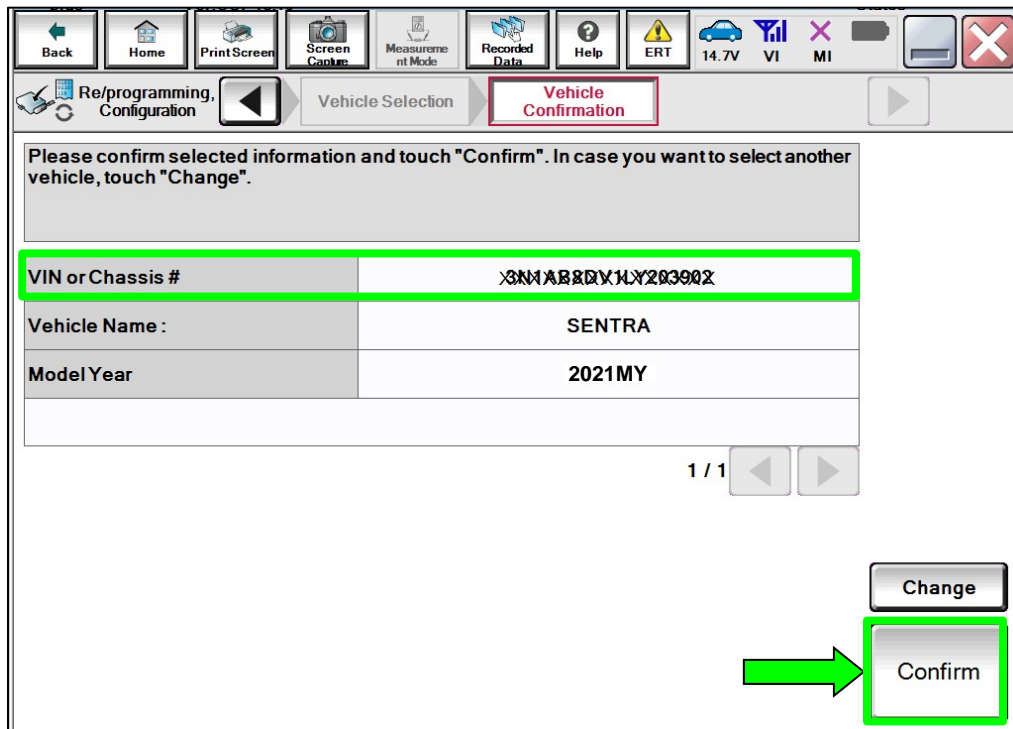 Back
Home
Print Screen
Screen Capture
Measureme nt Mode
Recorded Data
Help
ERT
14.7V
VI
MI
Re/programming, Configuration
Vehicle Selection
Vehicle Confirmation
Please confirm selected information and touch "Confirm". In case you want to select another
vehicle, touch "Change".
VIN or Chassis #
Vehicle Name :
SENTRA
Model Year
2021MY
1 / 1
Change
Confirm